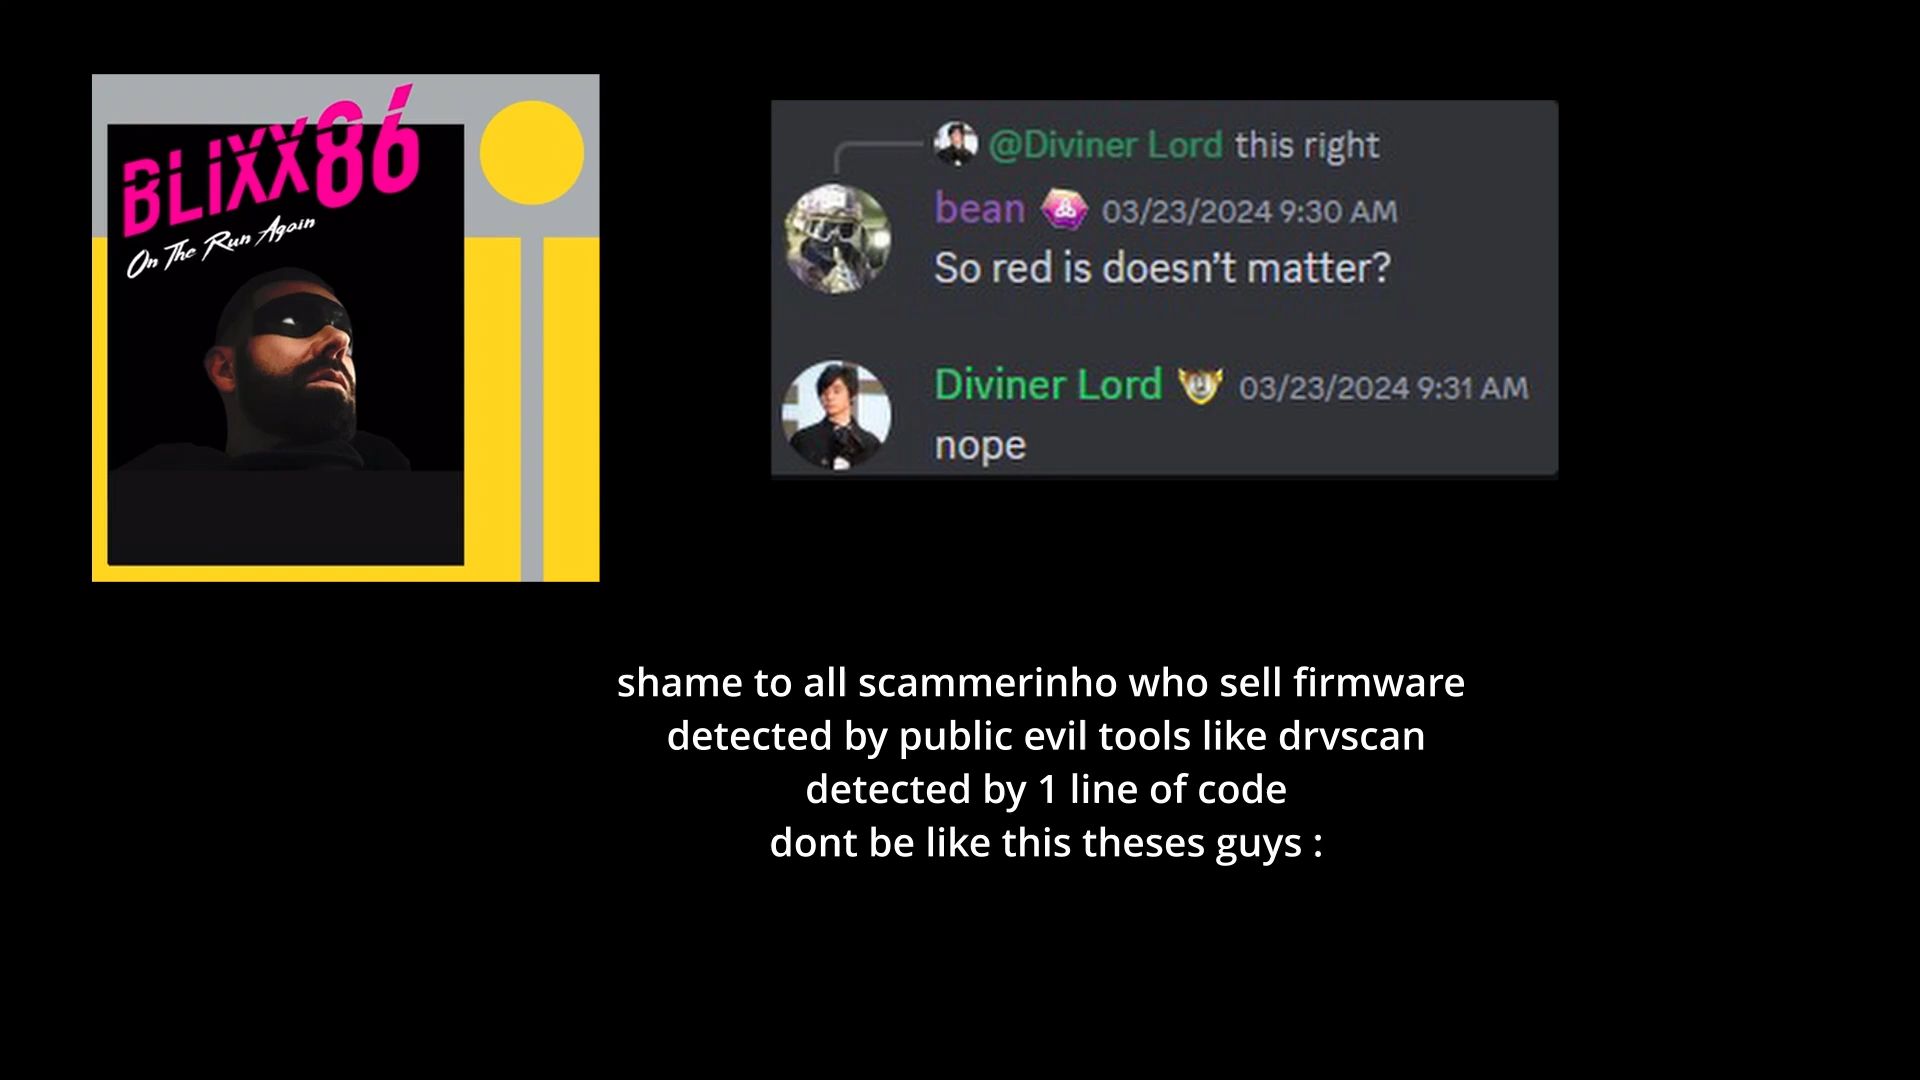 BLIXX86
On The Run Again
@Diviner Lord this right
bean 03/23/2024 9:30 AM
So red is doesn't matter?
Diviner Lord 03/23/2024 9:31 AM
nope
shame to all scammerinho who sell firmware
detected by public evil tools like drvscan
detected by 1 line of code
dont be like this theses guys :